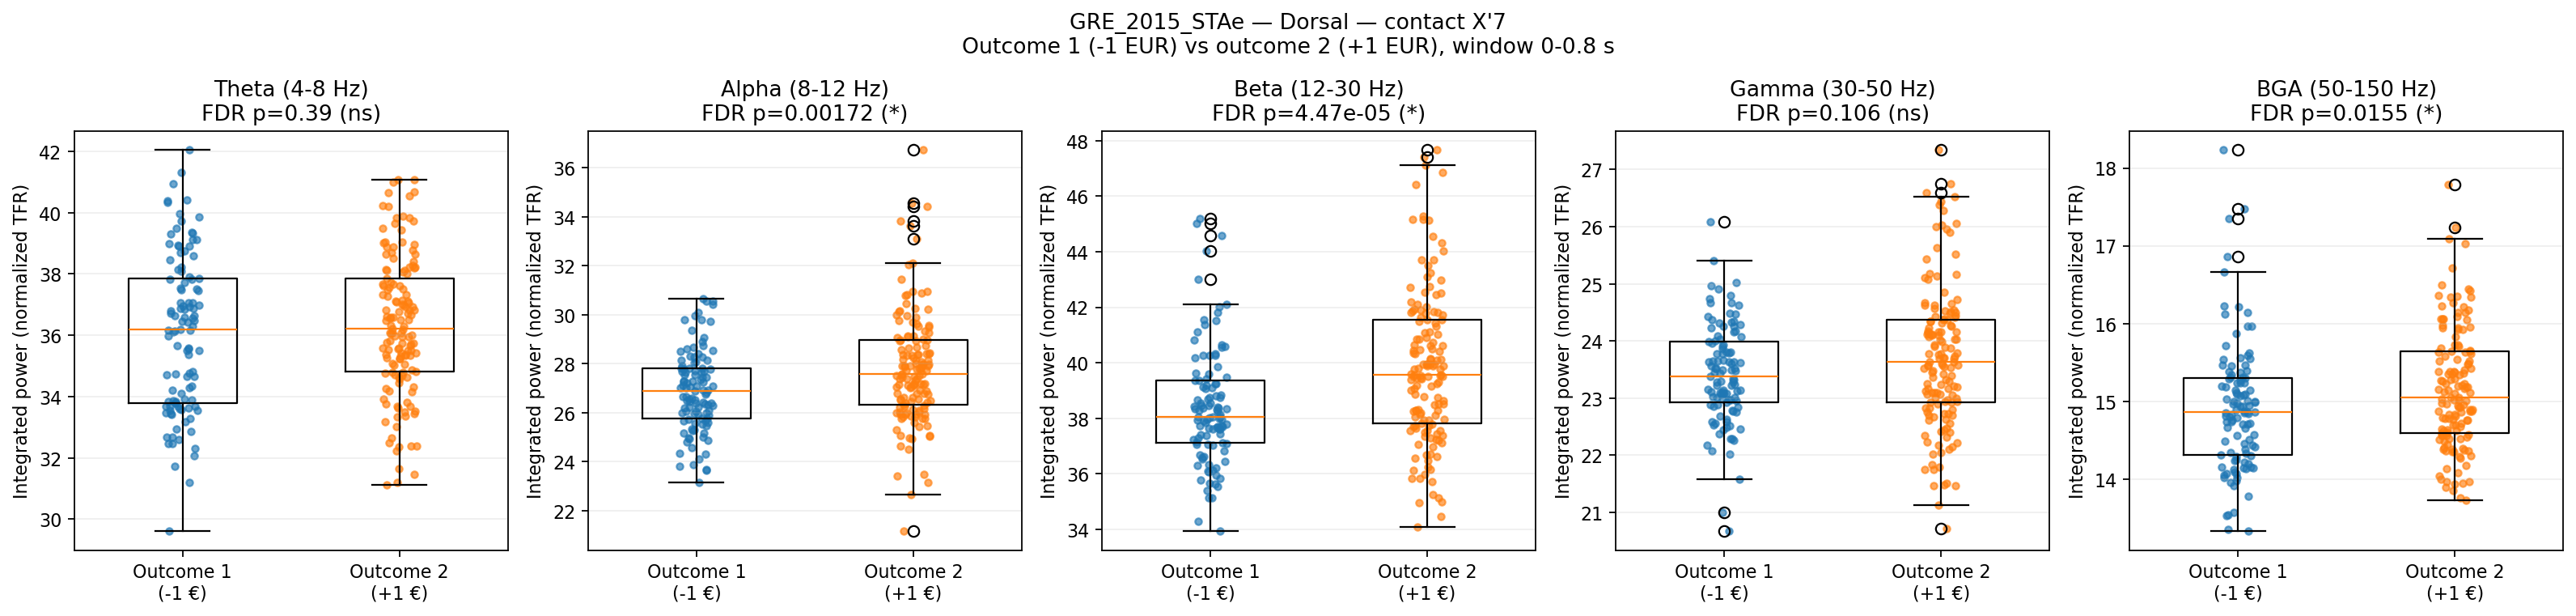 GRE_2015_STAe — Dorsal — contact X'7
Outcome 1 (-1 EUR) vs outcome 2 (+1 EUR), window 0-0.8 s
Theta (4-8 Hz)
FDR p=0.39 (ns)
Integrated power (normalized TFR)
42
40
38
36
34
32
30
Outcome 1
(-1 €)
Outcome 2
(+1 €)
Alpha (8-12 Hz)
FDR p=0.00172 (*)
Integrated power (normalized TFR)
36
34
32
30
28
26
24
22
Outcome 1
(-1 €)
Outcome 2
(+1 €)
Beta (12-30 Hz)
FDR p=4.47e-05 (*)
Integrated power (normalized TFR)
48
46
44
42
40
38
36
34
Outcome 1
(-1 €)
Outcome 2
(+1 €)
Gamma (30-50 Hz)
FDR p=0.106 (ns)
Integrated power (normalized TFR)
27
26
25
24
23
22
21
Outcome 1
(-1 €)
Outcome 2
(+1 €)
BGA (50-150 Hz)
FDR p=0.0155 (*)
Integrated power (normalized TFR)
18
17
16
15
14
Outcome 1
(-1 €)
Outcome 2
(+1 €)